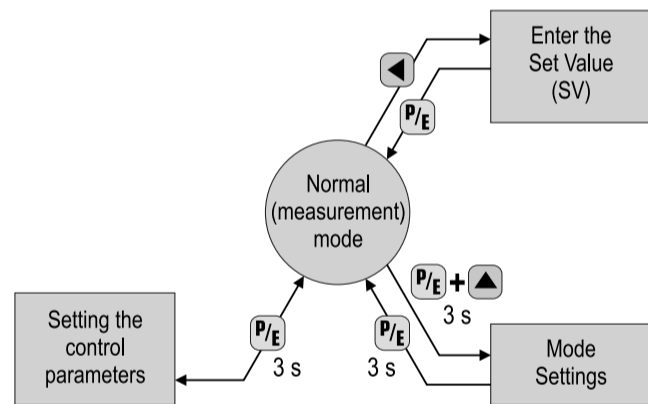 Enter the
Set Value
(SV)
P/E
Normal
(measurement)
mode
P/E +
3 s
P/E
3 s
P/E
3 s
Setting the
control
parameters
Mode
Settings